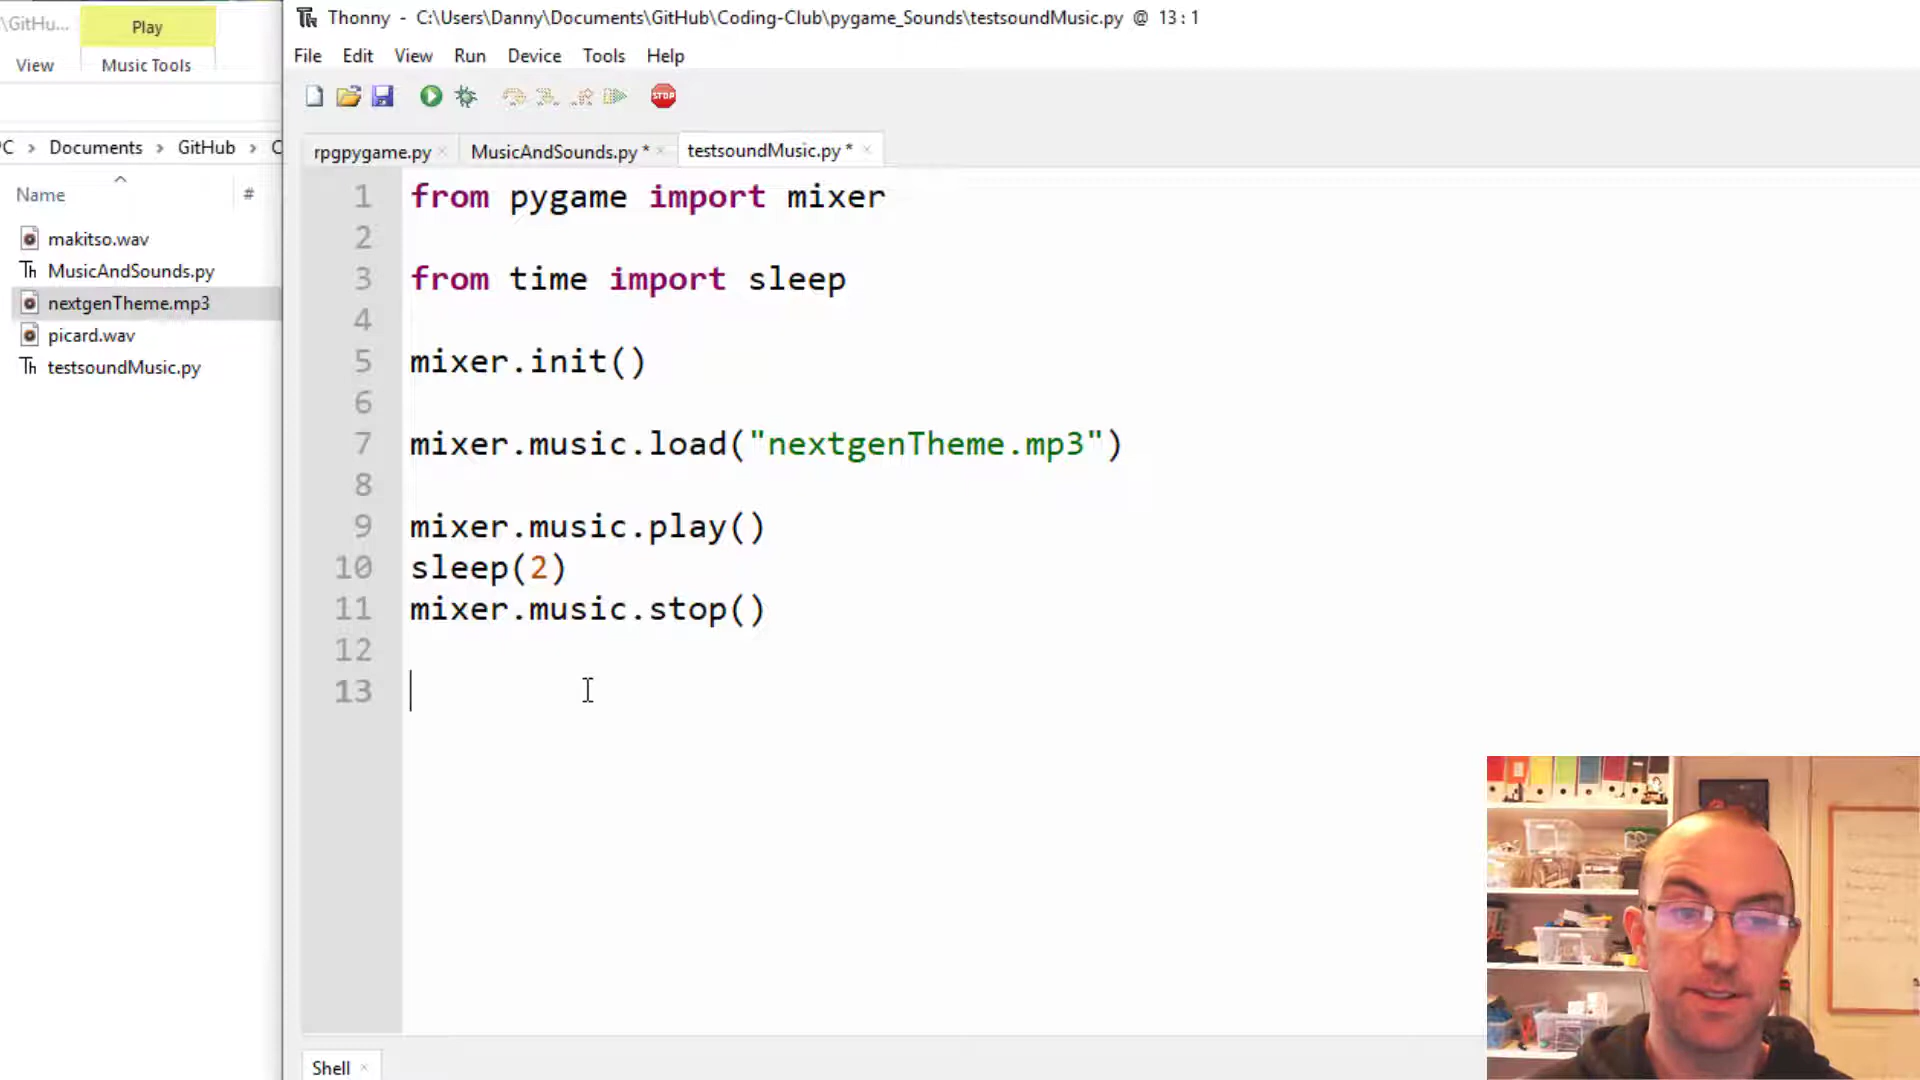 \GitHu...
Play
View
Music Tools
PC › Documents › GitHub › C
Name
#
makitso.wav
MusicAndSounds.py
nextgenTheme.mp3
picard.wav
testsoundMusic.py
Thonny - C:\Users\Danny\Documents\GitHub\Coding-Club\pygame_Sounds\testsoundMusic.py @ 13:1
File Edit View Run Device Tools Help
STOP
rpgpygame.py × MusicAndSounds.py * × testsoundMusic.py * ×
1 from pygame import mixer
2
3 from time import sleep
4
5 mixer.init()
6
7 mixer.music.load("nextgenTheme.mp3")
8
9 mixer.music.play()
10 sleep(2)
11 mixer.music.stop()
12
13
Shell ×